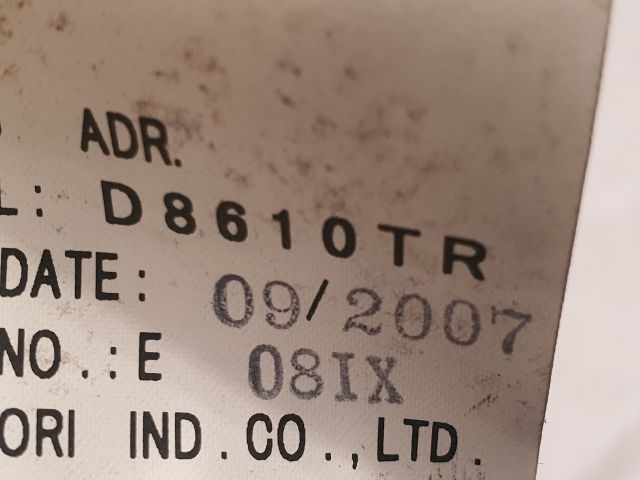 ADR.
L: D8610TR
DATE: 09/2007
NO.:E 08IX
ORI IND.CO.,LTD.